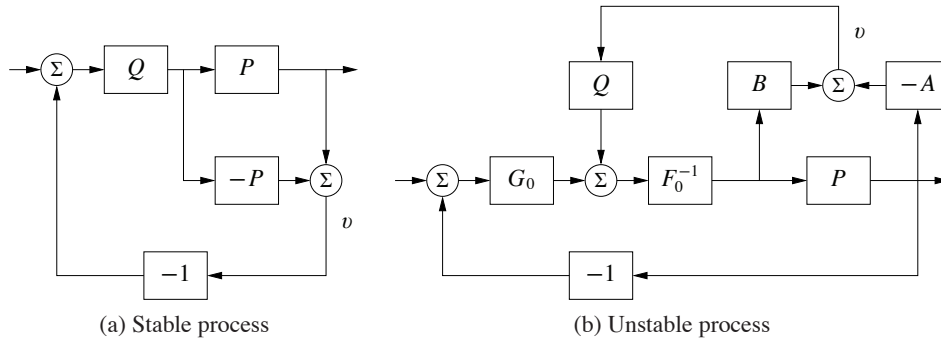 Σ Q P
-P Σ
υ
-1
(a) Stable process
υ
Q B Σ -A
Σ G₀ Σ F₀⁻¹ P
-1
(b) Unstable process